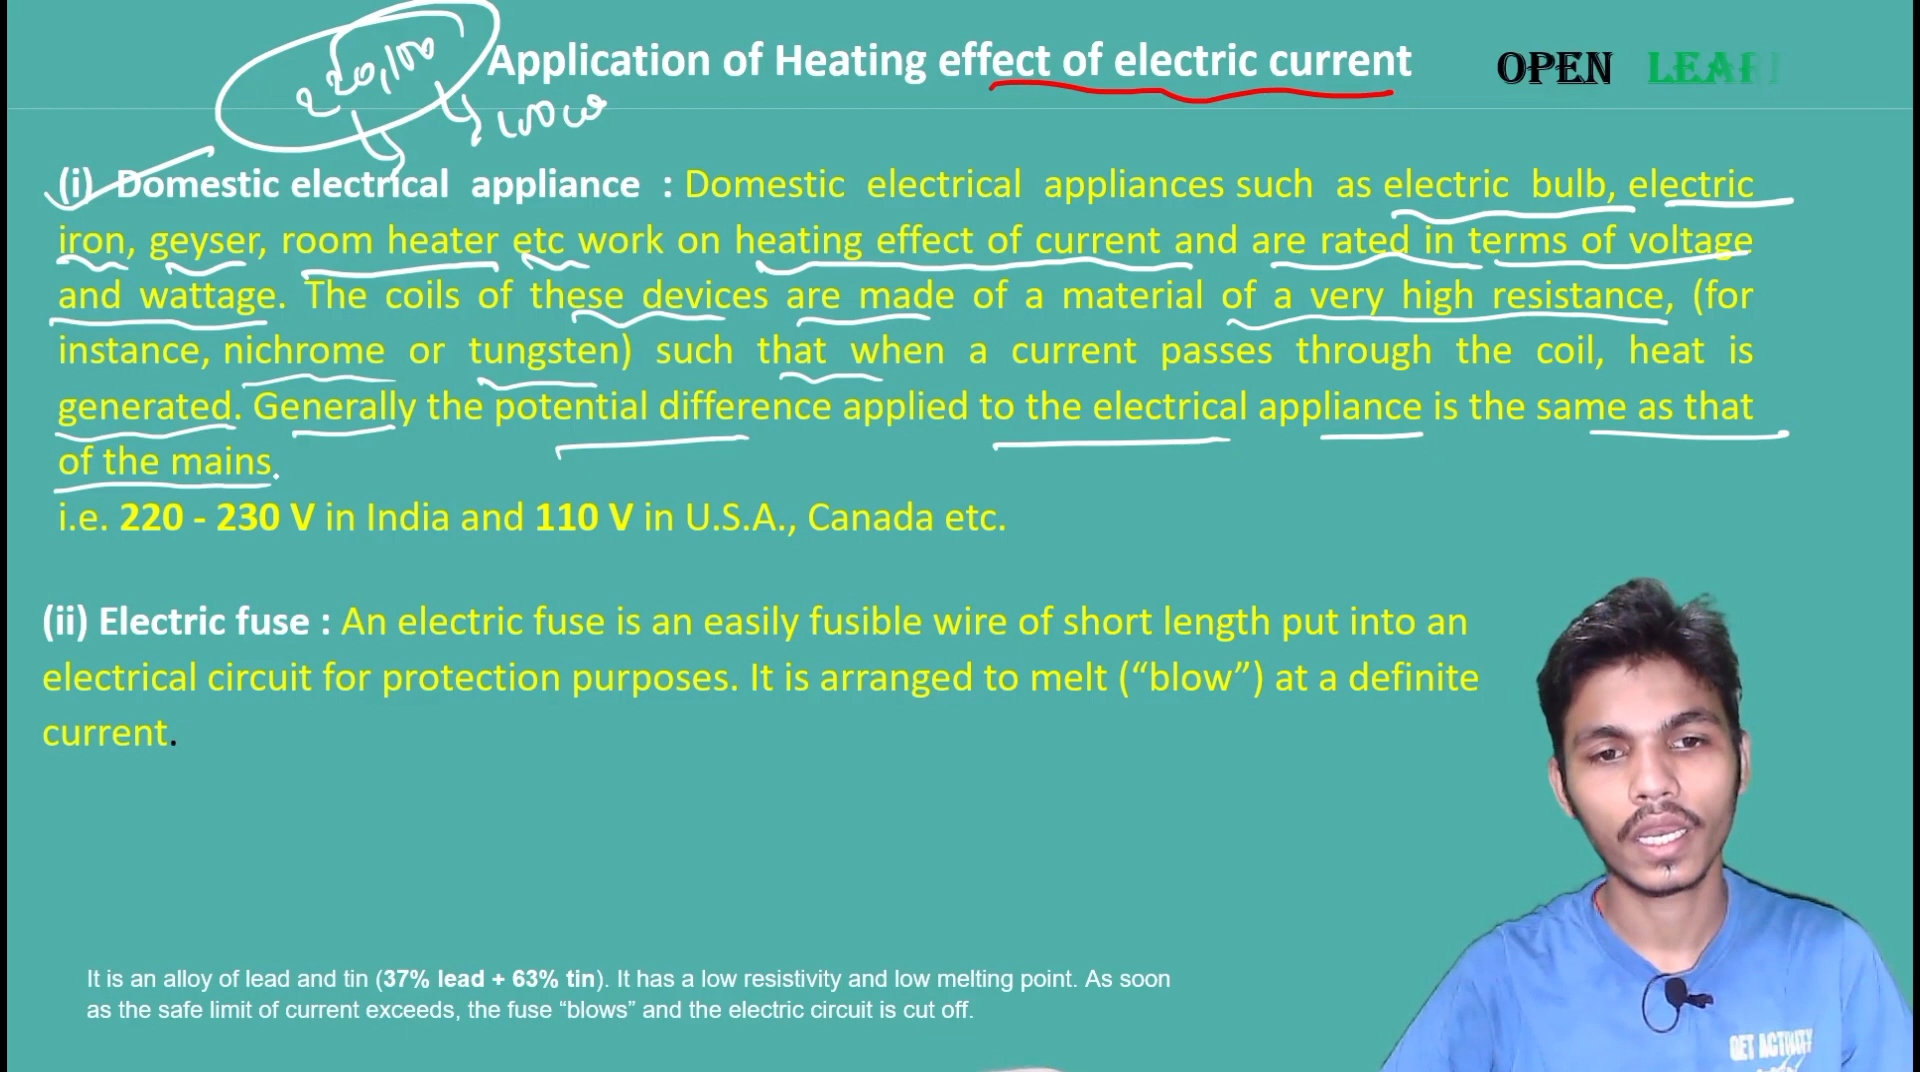 220, 100
Application of Heating effect of electric current
OPEN LEAR
100 w
(i) Domestic electrical appliance : Domestic electrical appliances such as electric bulb, electric
iron, geyser, room heater etc work on heating effect of current and are rated in terms of voltage
and wattage. The coils of these devices are made of a material of a very high resistance, (for
instance, nichrome or tungsten) such that when a current passes through the coil, heat is
generated. Generally the potential difference applied to the electrical appliance is the same as that
of the mains.
i.e. 220 - 230 V in India and 110 V in U.S.A., Canada etc.
(ii) Electric fuse : An electric fuse is an easily fusible wire of short length put into an
electrical circuit for protection purposes. It is arranged to melt (“blow”) at a definite
current.
It is an alloy of lead and tin (37% lead + 63% tin). It has a low resistivity and low melting point. As soon
as the safe limit of current exceeds, the fuse “blows” and the electric circuit is cut off.
GET ACTIVITY